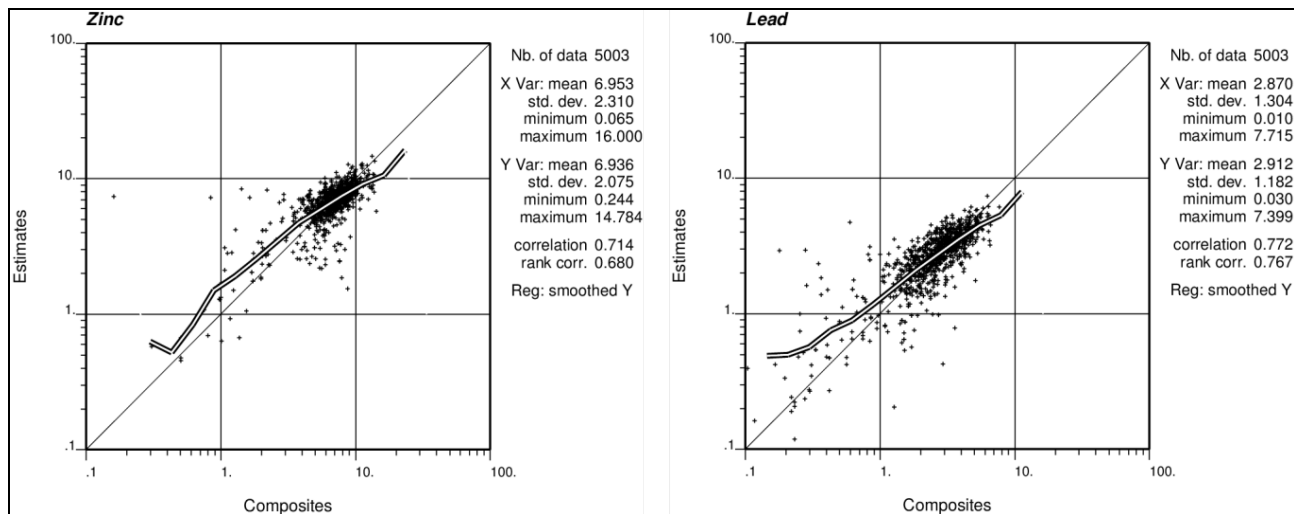 Zinc
100.
10.
1.
.1
.1
1.
10.
100.
Estimates
Composites
Nb. of data 5003
X Var: mean 6.953
std. dev. 2.310
minimum 0.065
maximum 16.000
Y Var: mean 6.936
std. dev. 2.075
minimum 0.244
maximum 14.784
correlation 0.714
rank corr. 0.680
Reg: smoothed Y
Lead
100.
10.
1.
.1
.1
1.
10.
100.
Estimates
Composites
Nb. of data 5003
X Var: mean 2.870
std. dev. 1.304
minimum 0.010
maximum 7.715
Y Var: mean 2.912
std. dev. 1.182
minimum 0.030
maximum 7.399
correlation 0.772
rank corr. 0.767
Reg: smoothed Y